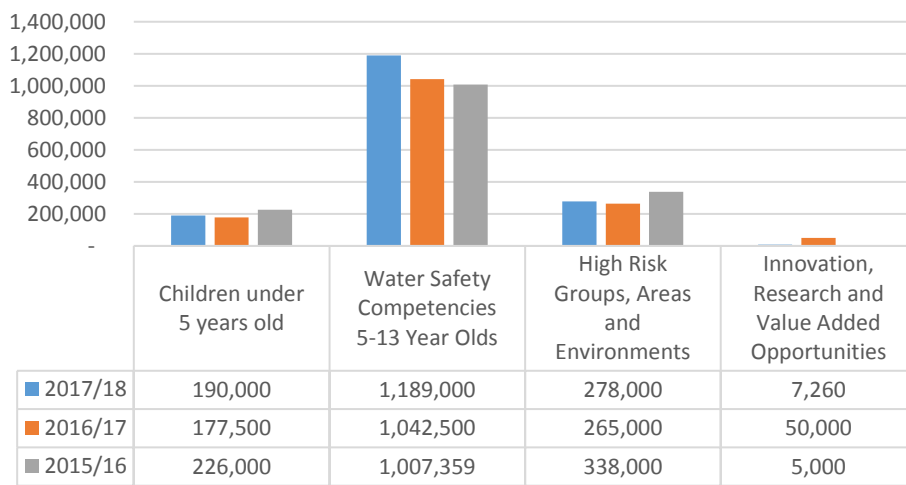 1,400,000
1,200,000
1,000,000
800,000
600,000
400,000
200,000
-
Children under
5 years old
Water Safety
Competencies
5-13 Year Olds
High Risk
Groups, Areas
and
Environments
Innovation,
Research and
Value Added
Opportunities
2017/18 190,000 1,189,000 278,000 7,260
2016/17 177,500 1,042,500 265,000 50,000
2015/16 226,000 1,007,359 338,000 5,000